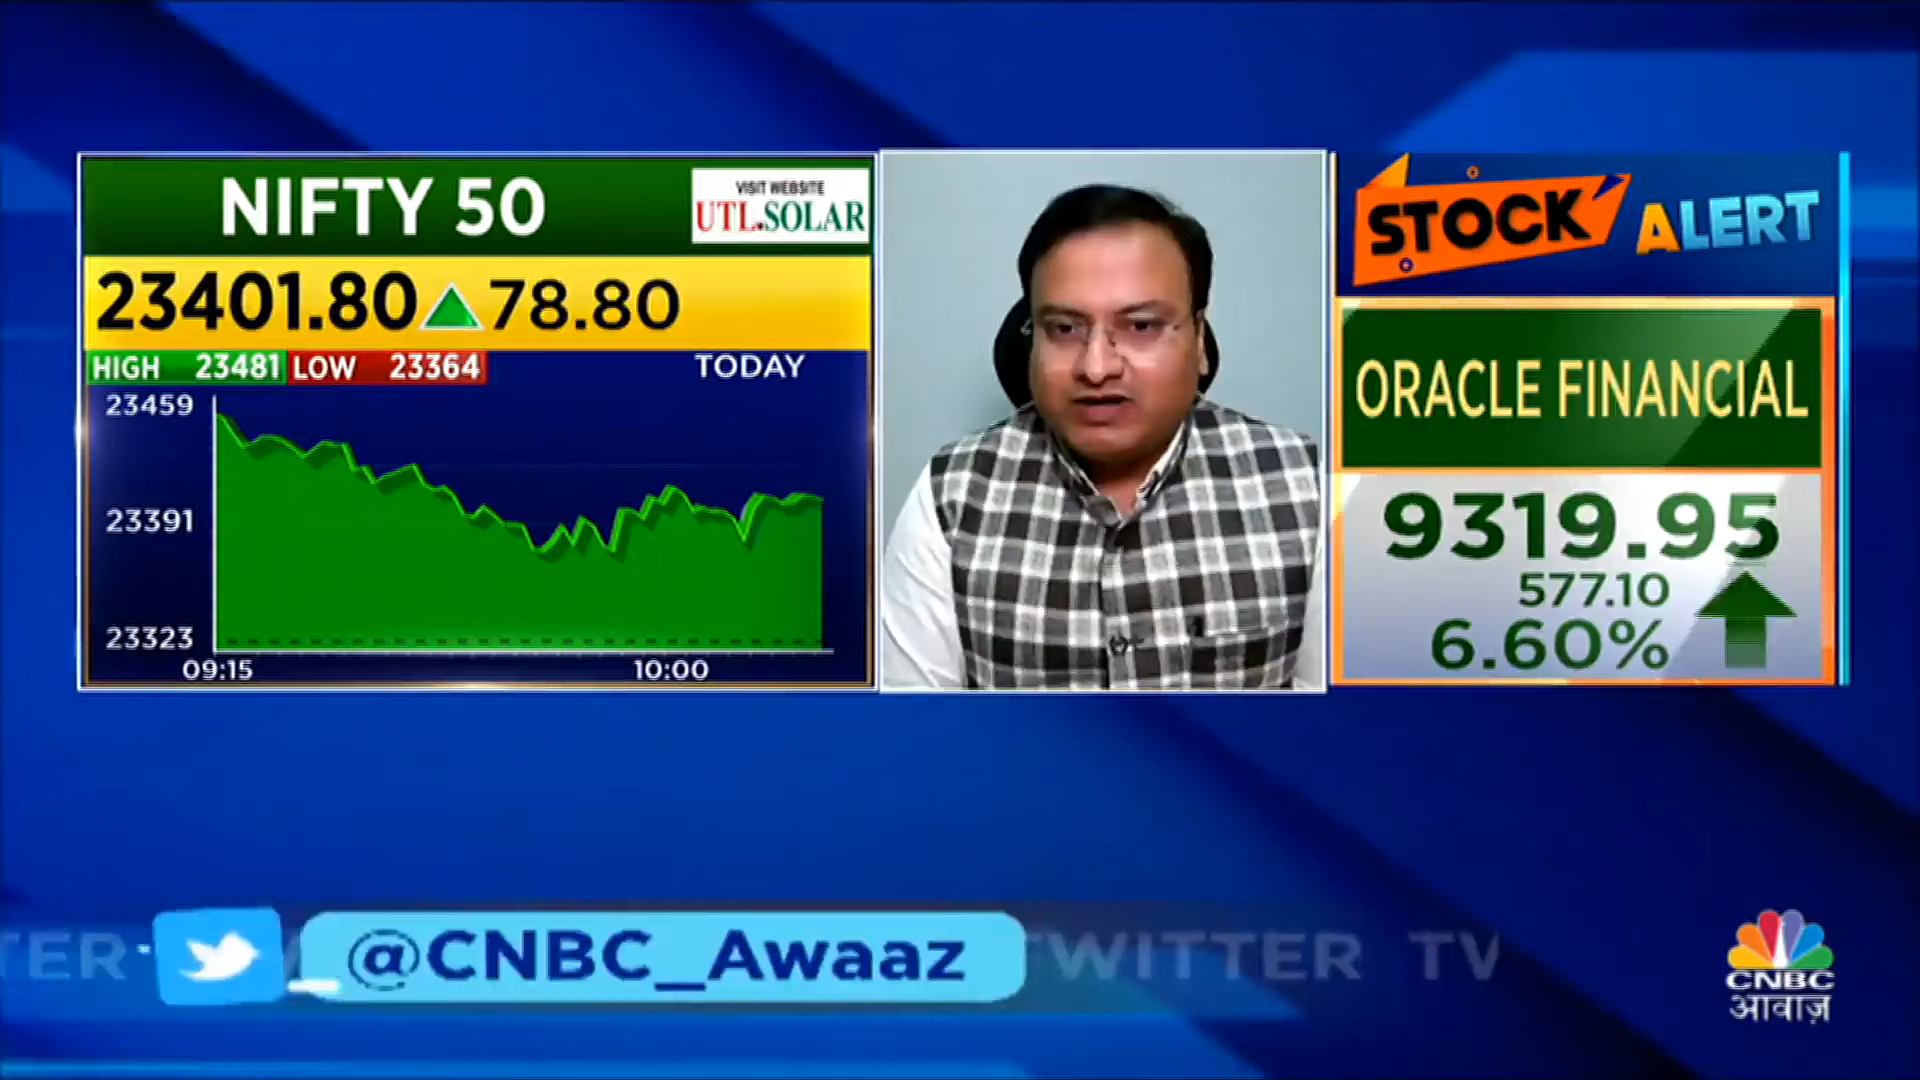 NIFTY 50
VISIT WEBSITE
UTL.SOLAR
23401.80 78.80
HIGH 23481 LOW 23364 TODAY
23459
23391
23323
09:15 10:00
STOCK ALERT
ORACLE FINANCIAL
9319.95
577.10
6.60%
TER
@CNBC_Awaaz
TWITTER TV
CNBC
आवाज़